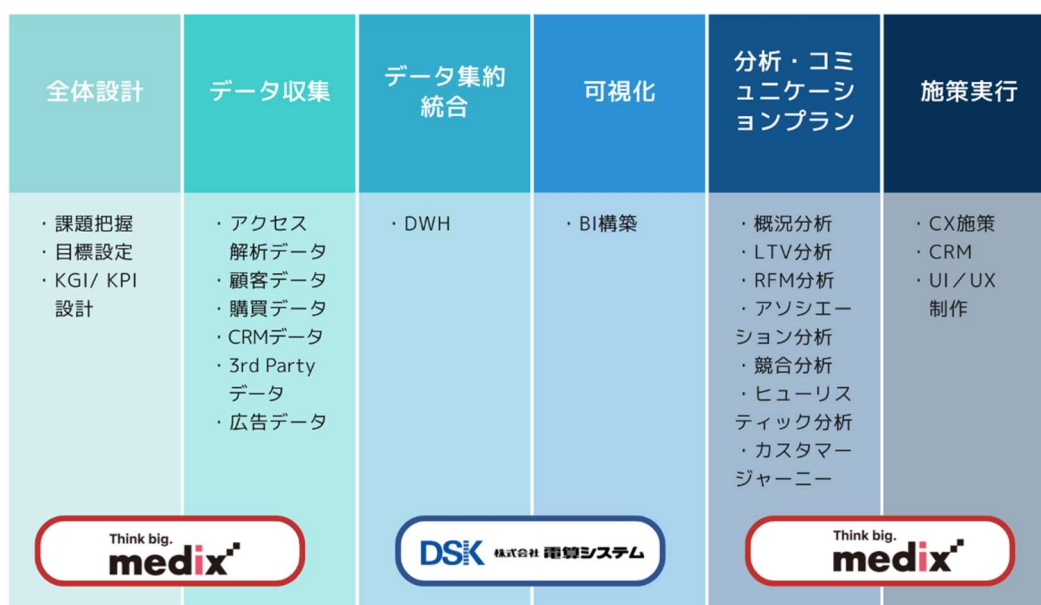 全体設計
データ収集
データ集約
統合
可視化
分析・コミ
ュニケーシ
ョンプラン
施策実行
・課題把握
・目標設定
・KGI/ KPI
設計
・アクセス
解析データ
・顧客データ
・購買データ
・CRMデータ
・3rd Party
データ
・広告データ
・DWH
・BI構築
・概況分析
・LTV分析
・RFM分析
・アソシエー
ション分析
・競合分析
・ヒューリス
ティック分析
・カスタマー
ジャーニー
・CX施策
・CRM
・UI／UX
制作
Think big.
medix
DSK 株式会社 電算システム
Think big.
medix